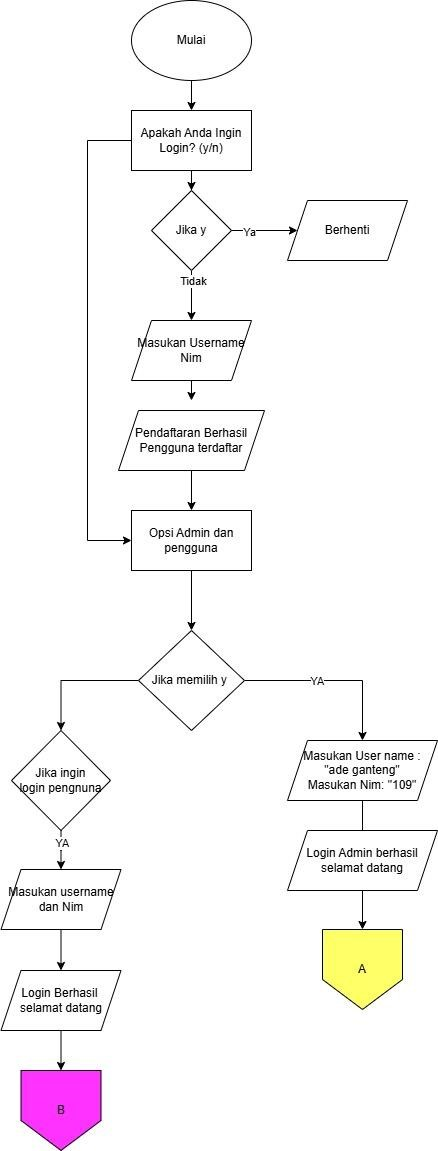 Mulai
Apakah Anda Ingin
Login? (y/n)
Jika y
Ya
Berhenti
Tidak
Masukan Username
Nim
Pendaftaran Berhasil
Pengguna terdaftar
Opsi Admin dan
pengguna
Jika memilih y
YA
Masukan User name :
"ade ganteng"
Masukan Nim: "109"
Jika ingin
login pengnuna
YA
Login Admin berhasil
selamat datang
Masukan username
dan Nim
A
Login Berhasil
selamat datang
B